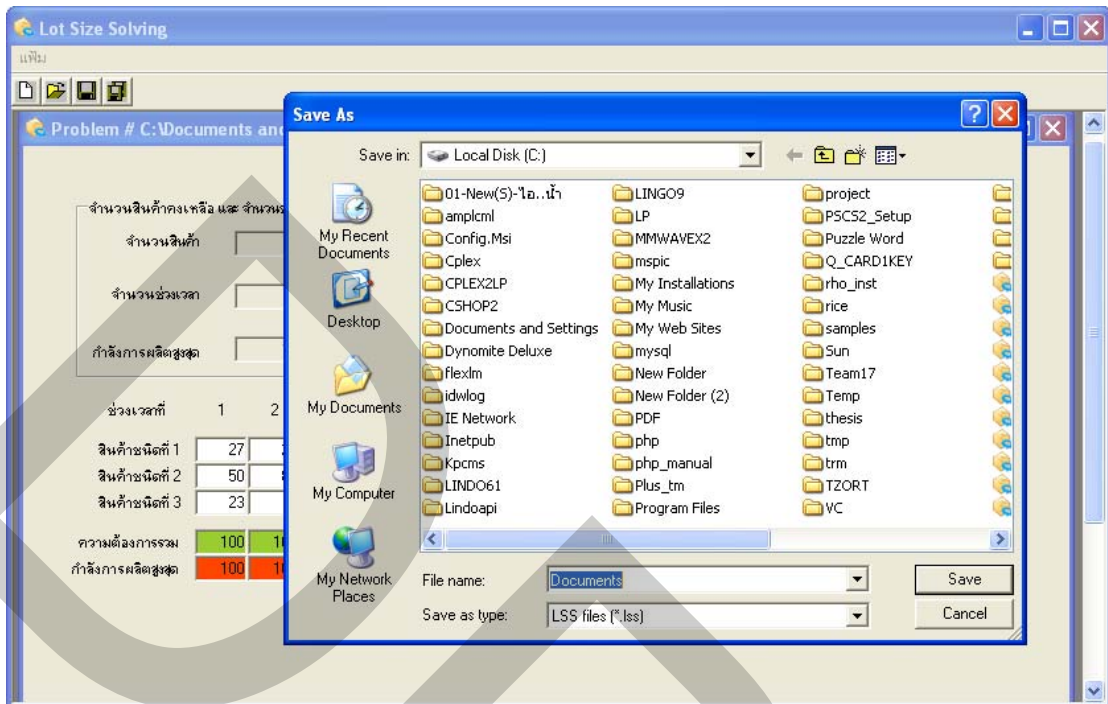 Lot Size Solving
แฟ้ม
Problem # C:\Documents and
จำนวนสินค้าคงเหลือ และ จำนวน
จำนวนสินค้า
จำนวนช่วงเวลา
กำลังการผลิตสูงสุด
ช่วงเวลาที่ 1 2
สินค้าชนิดที่ 1 27
สินค้าชนิดที่ 2 50
สินค้าชนิดที่ 3 23
ความต้องการรวม 100
กำลังการผลิตสูงสุด 100
Save As
Save in: Local Disk (C:)
My Recent Documents
Desktop
My Documents
My Computer
My Network Places
01-New(S)-ไอ..น้ำ
amplcml
Config.Msi
Cplex
CPLEX2LP
CSHOP2
Documents and Settings
Dynomite Deluxe
flexlm
idwlog
IE Network
Inetpub
Kpcms
LINDO61
Lindoapi
LINGO9
LP
MMWAVEX2
mspic
My Installations
My Music
My Web Sites
mysql
New Folder
New Folder (2)
PDF
php
php_manual
Plus_tm
Program Files
project
PSCS2_Setup
Puzzle Word
Q_CARD1KEY
rho_inst
rice
samples
Sun
Team17
Temp
thesis
tmp
trm
TZORT
VC
File name: Documents
Save
Save as type: LSS files (*.lss)
Cancel